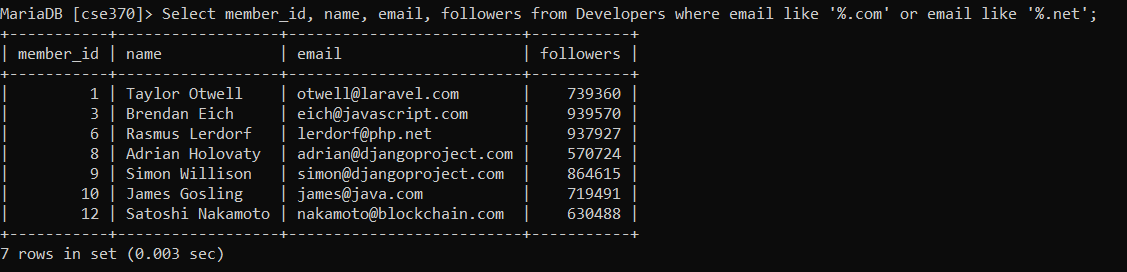 MariaDB [cse370]> Select member_id, name, email, followers from Developers where email like '%.com' or email like '%.net';
+-----------+------------------+-------------------------+-----------+
| member_id | name             | email                   | followers |
+-----------+------------------+-------------------------+-----------+
|         1 | Taylor Otwell    | otwell@laravel.com      |    739360 |
|         3 | Brendan Eich     | eich@javascript.com     |    939570 |
|         6 | Rasmus Lerdorf   | lerdorf@php.net         |    937927 |
|         8 | Adrian Holovaty  | adrian@djangoproject.com |    570724 |
|         9 | Simon Willison   | simon@djangoproject.com |    864615 |
|        10 | James Gosling    | james@java.com          |    719491 |
|        12 | Satoshi Nakamoto | nakamoto@blockchain.com |    630488 |
+-----------+------------------+-------------------------+-----------+
7 rows in set (0.003 sec)